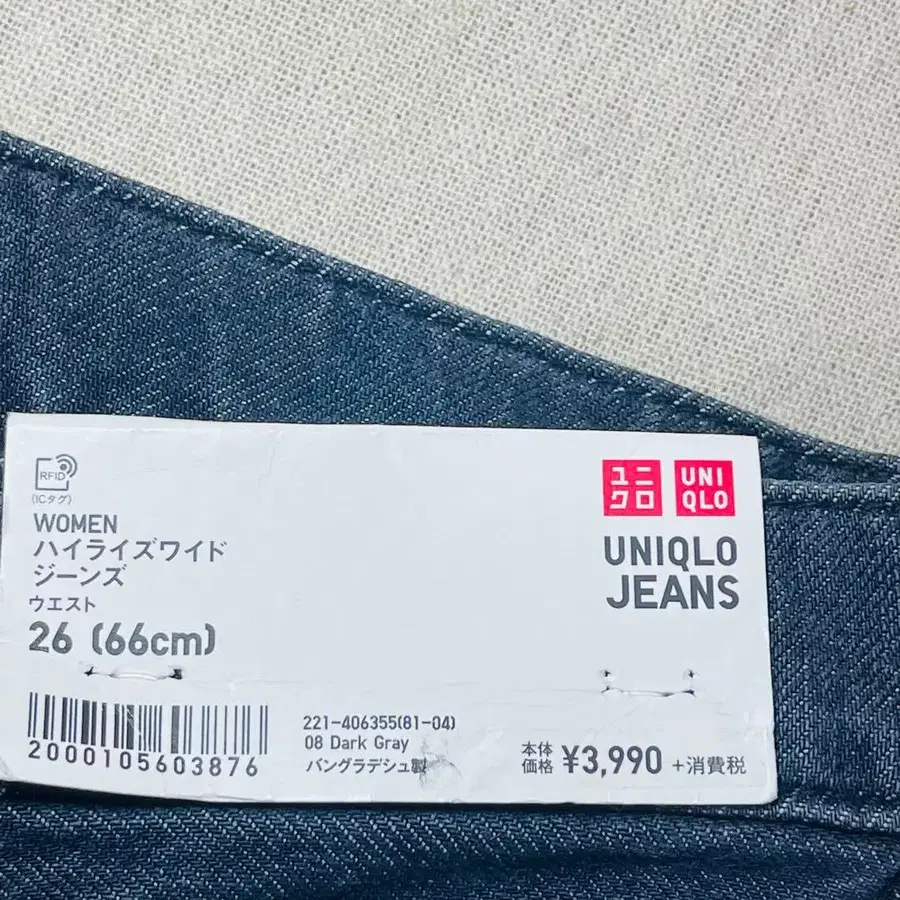 RFID
(ICタグ)
WOMEN
ハイライズワイド
ジーンズ
ウエスト
26 (66cm)
2000105603876
ユニ
クロ
UNI
QLO
UNIQLO
JEANS
221-406355(81-04)
08 Dark Gray
バングラデシュ製
本体
価格 ¥3,990 +消費税